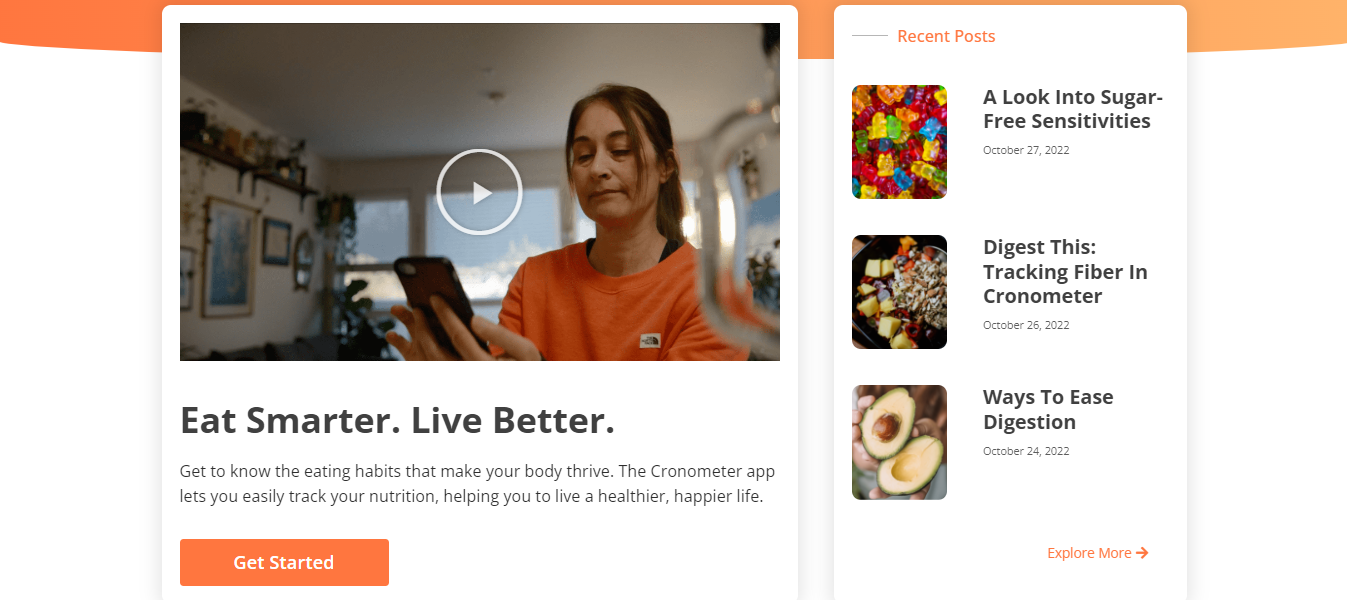 Eat Smarter. Live Better.
Get to know the eating habits that make your body thrive. The Cronometer app
lets you easily track your nutrition, helping you to live a healthier, happier life.
Get Started
Recent Posts
A Look Into Sugar-
Free Sensitivities
October 27, 2022
Digest This:
Tracking Fiber In
Cronometer
October 26, 2022
Ways To Ease
Digestion
October 24, 2022
Explore More